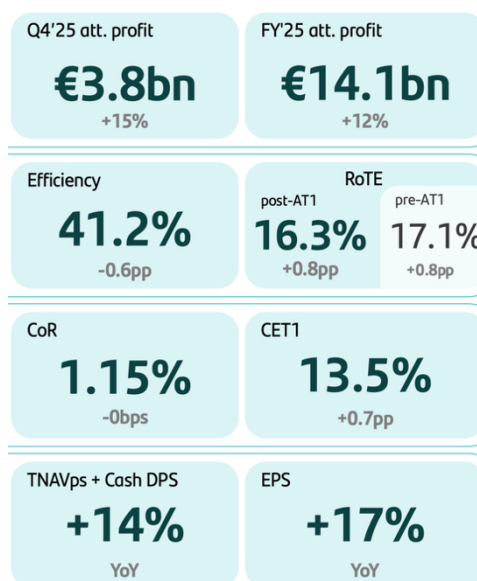 Q4'25 att. profit
€3.8bn
+15%
FY'25 att. profit
€14.1bn
+12%
Efficiency
41.2%
-0.6pp
RoTE
post-AT1
16.3%
+0.8pp
pre-AT1
17.1%
+0.8pp
CoR
1.15%
-0bps
CET1
13.5%
+0.7pp
TNAVps + Cash DPS
+14%
YoY
EPS
+17%
YoY